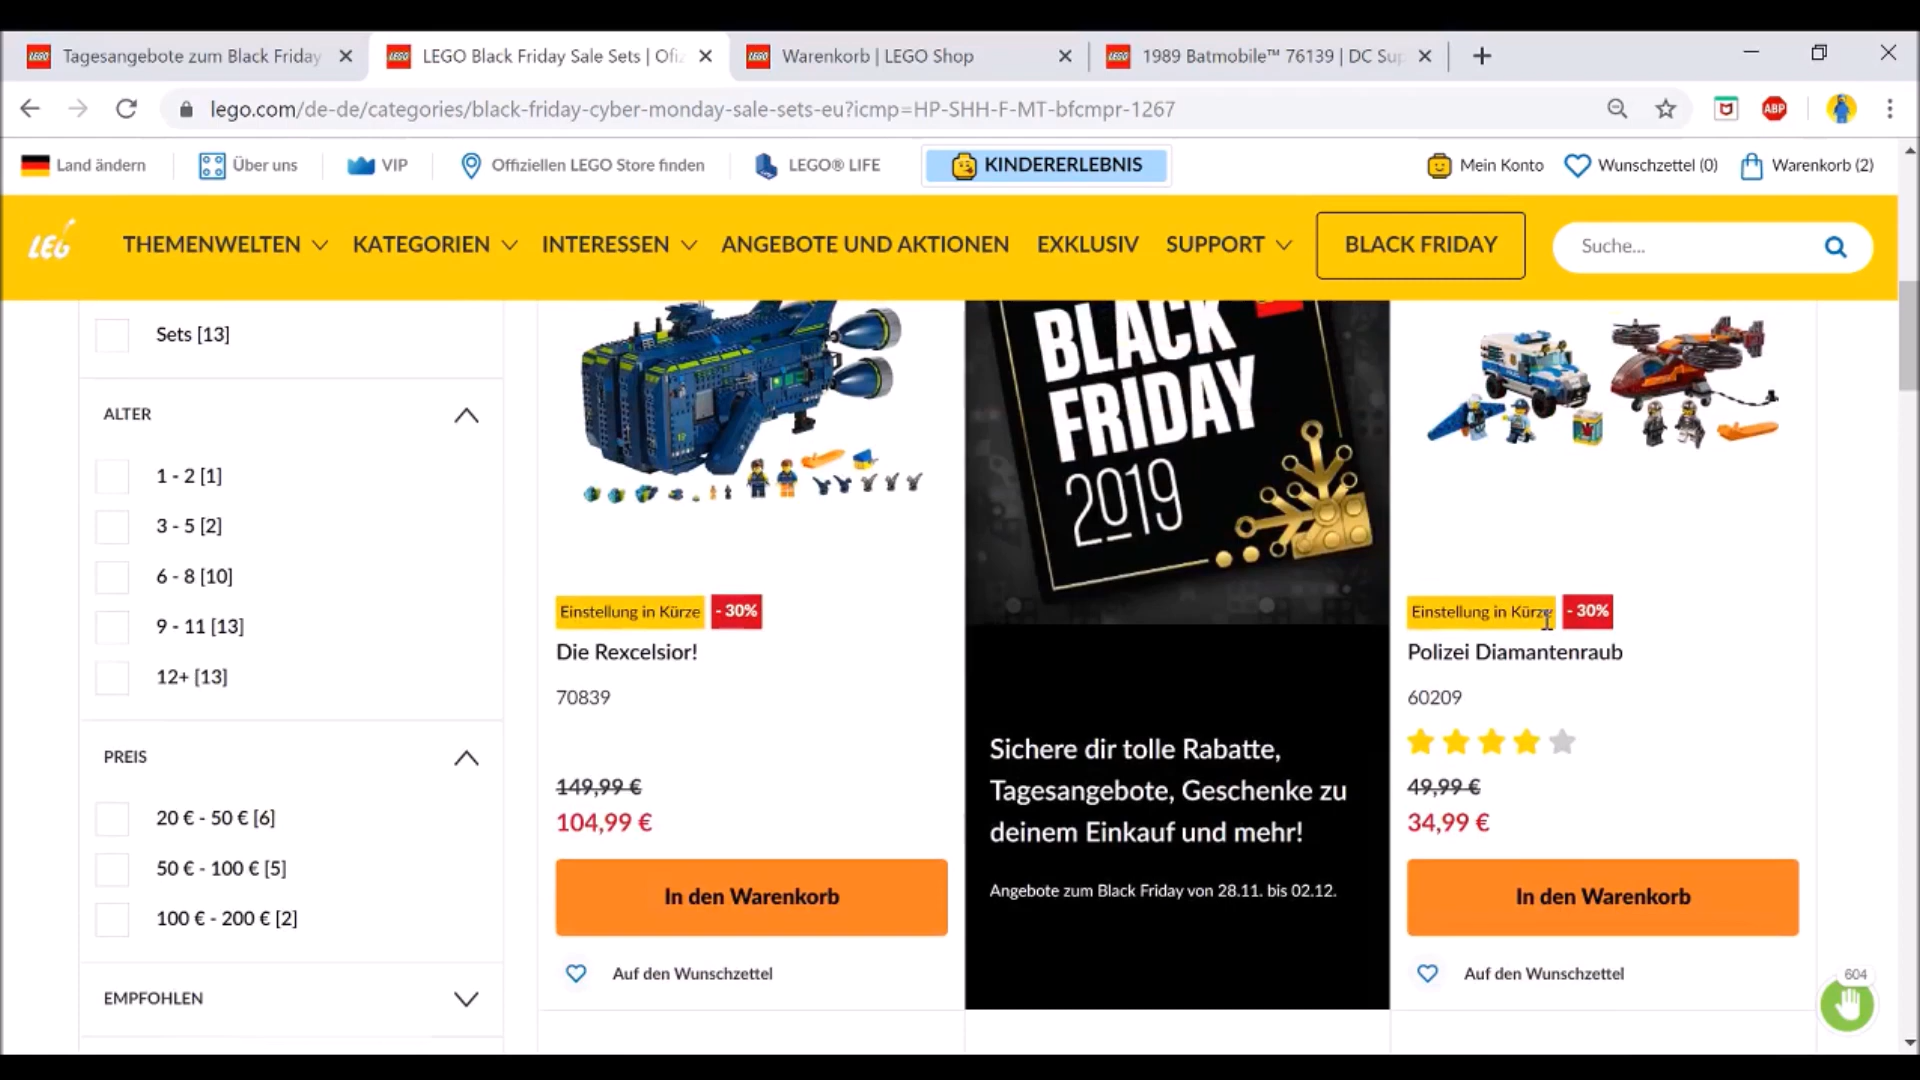 Tagesangebote zum Black Friday
LEGO Black Friday Sale Sets | Ofi
Warenkorb | LEGO Shop
1989 Batmobile™ 76139 | DC Sup
lego.com/de-de/categories/black-friday-cyber-monday-sale-sets-eu?icmp=HP-SHH-F-MT-bfcmpr-1267
ABP
Land ändern
Über uns
VIP
Offiziellen LEGO Store finden
LEGO® LIFE
KINDERERLEBNIS
Mein Konto
Wunschzettel (0)
Warenkorb (2)
THEMENWELTEN
KATEGORIEN
INTERESSEN
ANGEBOTE UND AKTIONEN
EXKLUSIV
SUPPORT
BLACK FRIDAY
Suche...
Sets [13]
ALTER
1 - 2 [1]
3 - 5 [2]
6 - 8 [10]
9 - 11 [13]
12+ [13]
PREIS
20 € - 50 € [6]
50 € - 100 € [5]
100 € - 200 € [2]
EMPFOHLEN
Einstellung in Kürze
- 30%
Die Rexcelsior!
70839
149,99 €
104,99 €
In den Warenkorb
Auf den Wunschzettel
BLACK
FRIDAY
2019
Sichere dir tolle Rabatte,
Tagesangebote, Geschenke zu
deinem Einkauf und mehr!
Angebote zum Black Friday von 28.11. bis 02.12.
Einstellung in Kürze
- 30%
Polizei Diamantenraub
60209
49,99 €
34,99 €
In den Warenkorb
Auf den Wunschzettel
604